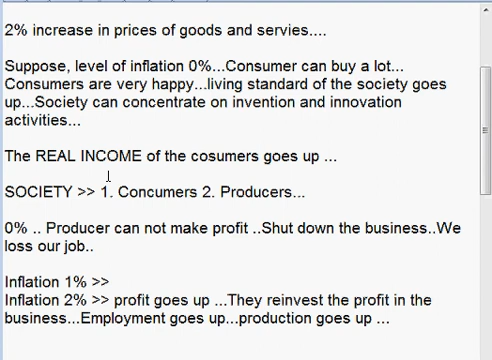 2% increase in prices of goods and servies....
Suppose, level of inflation 0%...Consumer can buy a lot...
Consumers are very happy...living standard of the society goes
up...Society can concentrate on invention and innovation
activities...
The REAL INCOME of the cosumers goes up ...
SOCIETY >> 1. Concumers 2. Producers...
0% .. Producer can not make profit ..Shut down the business..We
loss our job..
Inflation 1% >>
Inflation 2% >> profit goes up ...They reinvest the profit in the
business...Employment goes up...production goes up ...